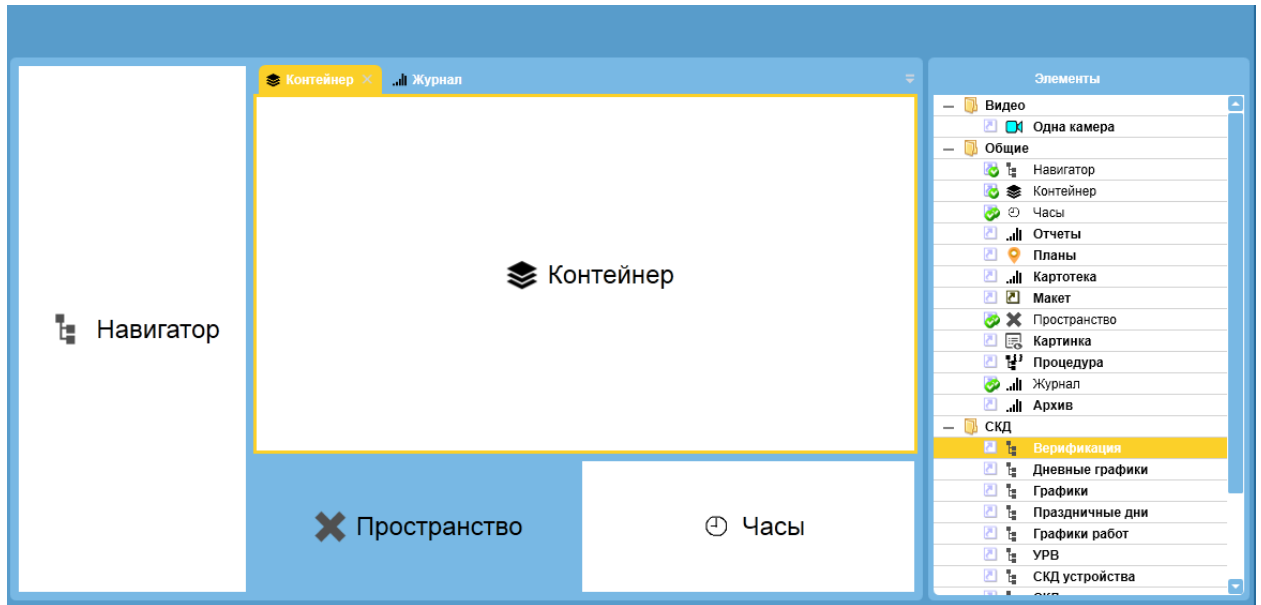 Контейнер
Журнал
Навигатор
Контейнер
Пространство
Часы
Элементы
Видео
Одна камера
Общие
Навигатор
Контейнер
Часы
Отчеты
Планы
Картотека
Макет
Пространство
Картинка
Процедура
Журнал
Архив
СКД
Верификация
Дневные графики
Графики
Праздничные дни
Графики работ
УРВ
СКД устройства